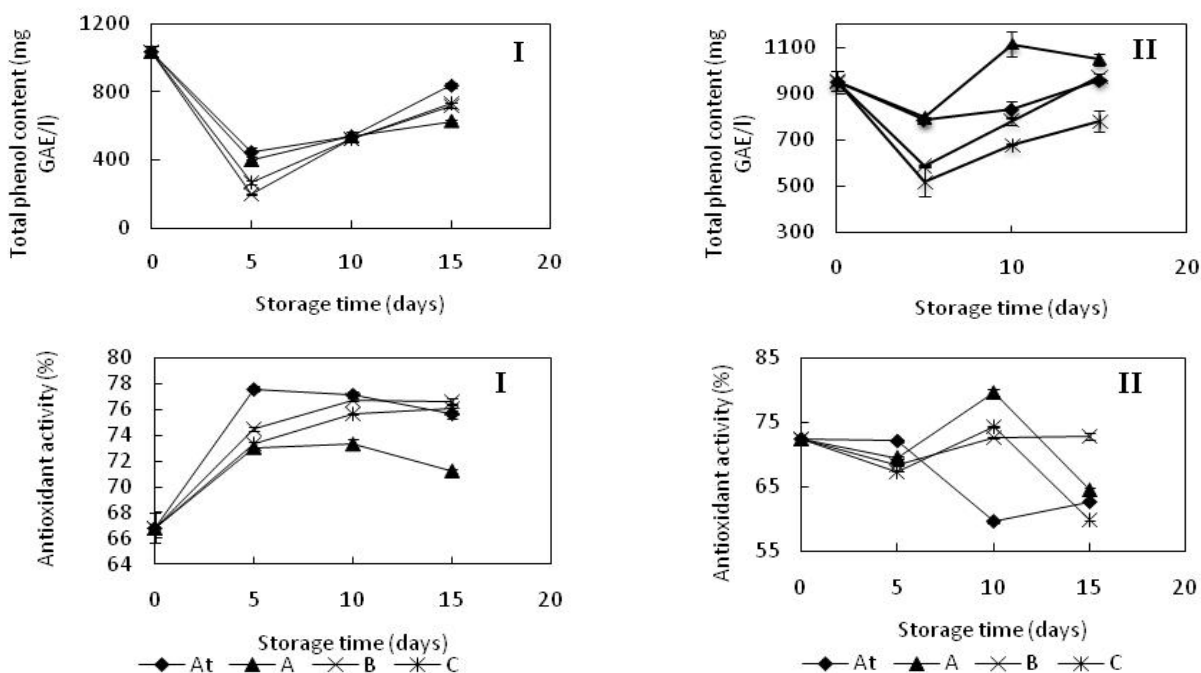 Total phenol content (mg
GAE/l)
1200
800
400
0
I
0 5 10 15 20
Storage time (days)
Total phenol content (mg
GAE/l)
1100
900
700
500
300
II
0 10 20
Storage time (days)
Antioxidant activity (%)
80
78
76
74
72
70
68
66
64
I
0 5 10 15 20
Storage time (days)
At A B C
Antioxidant activity (%)
85
75
65
55
II
0 5 10 15 20
Storage time (days)
At A B C